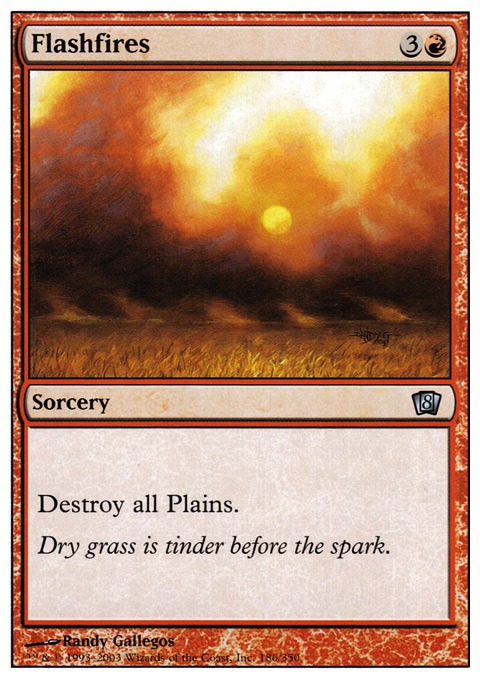 Flashfires 3
Sorcery 8
Destroy all Plains.
Dry grass is tinder before the spark.
Randy Gallegos
™ & © 1993–2003 Wizards of the Coast, Inc. 186/350